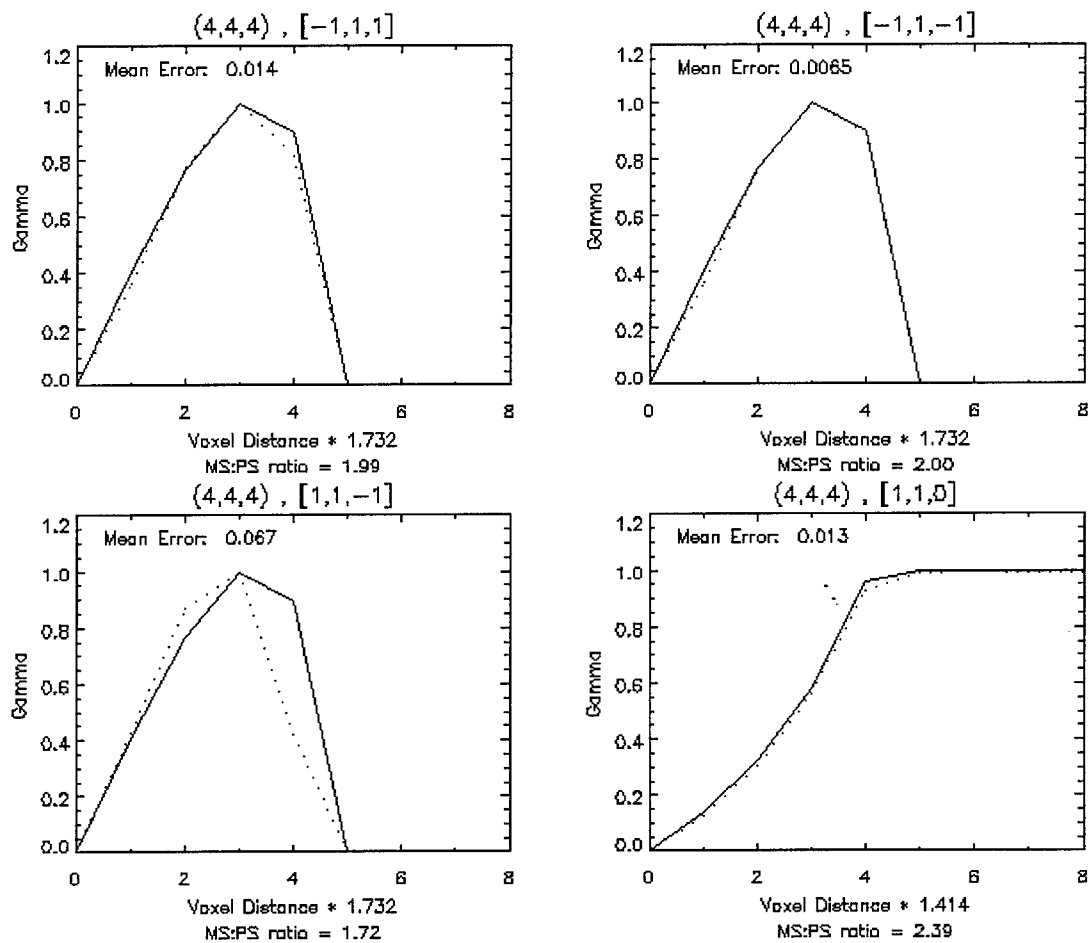 (4,4,4) , [-1,1,1]
Mean Error: 0.014
1.2
1.0
0.8
0.6
0.4
0.2
0.0
Gamma
0 2 4 6 8
Voxel Distance * 1.732
MS:PS ratio = 1.99
(4,4,4) , [-1,1,-1]
Mean Error: 0.0065
1.2
1.0
0.8
0.6
0.4
0.2
0.0
Gamma
0 2 4 6 8
Voxel Distance * 1.732
MS:PS ratio = 2.00
(4,4,4) , [1,1,-1]
Mean Error: 0.067
1.2
1.0
0.8
0.6
0.4
0.2
0.0
Gamma
0 2 4 6 8
Voxel Distance * 1.732
MS:PS ratio = 1.72
(4,4,4) , [1,1,0]
Mean Error: 0.013
1.2
1.0
0.8
0.6
0.4
0.2
0.0
Gamma
0 2 4 6 8
Voxel Distance * 1.414
MS:PS ratio = 2.39